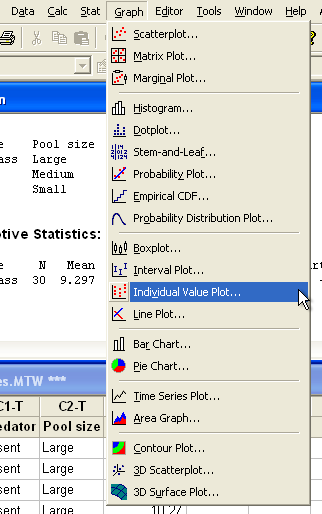 Data Calc Stat Graph Editor Tools Window Help
Scatterplot...
Matrix Plot...
Marginal Plot...
Histogram...
Dotplot...
Stem-and-Leaf...
Probability Plot...
Empirical CDF...
Probability Distribution Plot...
Boxplot...
Interval Plot...
Individual Value Plot...
Line Plot...
Bar Chart...
Pie Chart...
Time Series Plot...
Area Graph...
Contour Plot...
3D Scatterplot...
3D Surface Plot...
Pool size
ass Large
Medium
Small
tive Statistics:
N Mean
ass 30 9.297
es.MTW ***
C1-T C2-T
edator Pool size
sent Large
sent Large
sent Large
sent Large 10.27